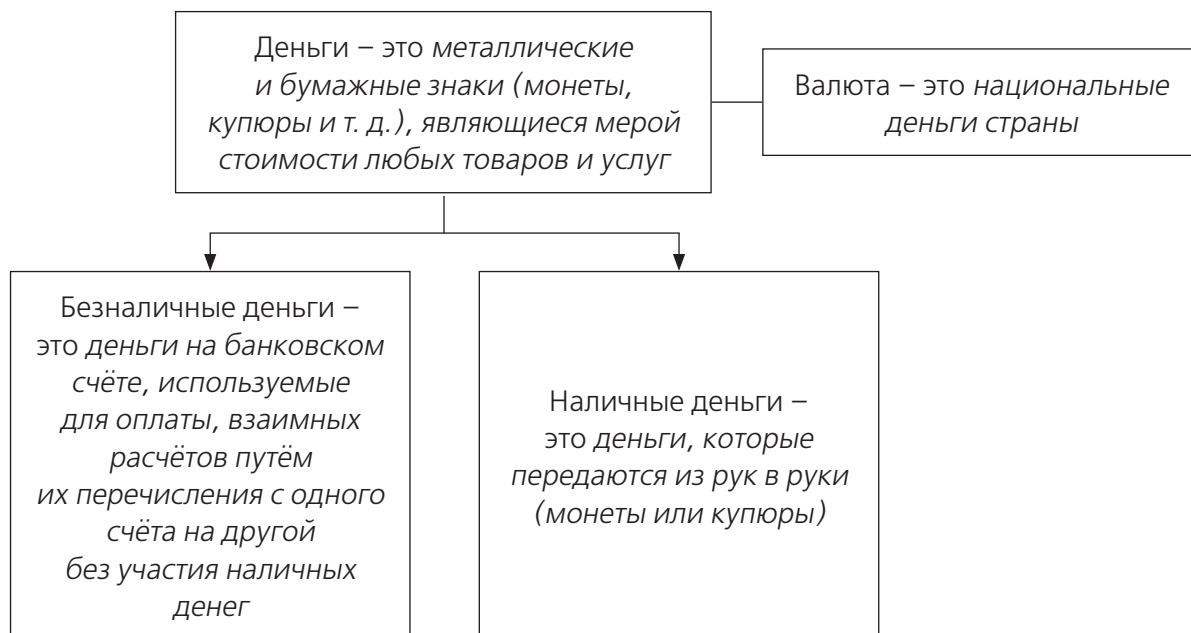 Деньги – это металлические
и бумажные знаки (монеты,
купюры и т. д.), являющиеся мерой
стоимости любых товаров и услуг
Валюта – это национальные
деньги страны
Безналичные деньги –
это деньги на банковском
счёте, используемые
для оплаты, взаимных
расчётов путём
их перечисления с одного
счёта на другой
без участия наличных
денег
Наличные деньги –
это деньги, которые
передаются из рук в руки
(монеты или купюры)